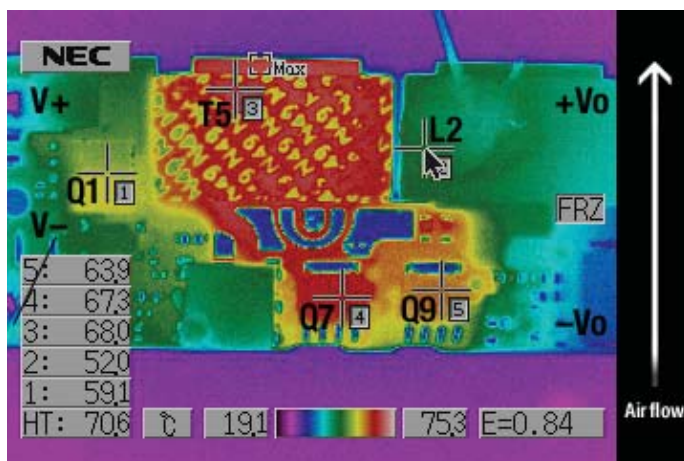 NEC
Max
V+
T5 3
L2
2
+Vo
Q1 1
FRZ
V-
5: 63.9
4: 67.3
3: 68.0
2: 52.0
1: 59.1
HT: 70.6
Q7 4
Q9 5
–Vo
Airflow
℃ 19.1 75.3 E=0.84